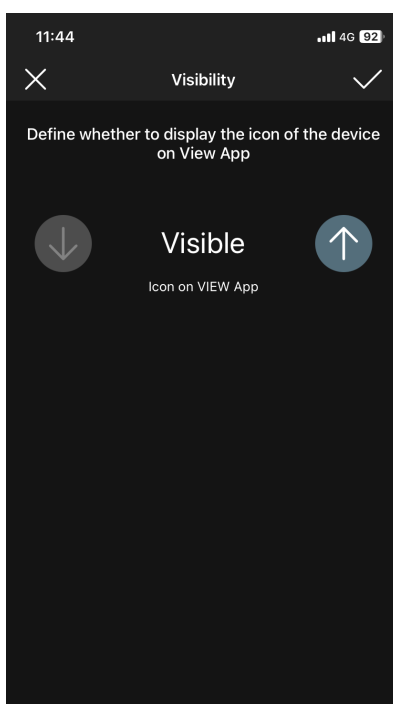 11:44 4G 92
Visibility
Define whether to display the icon of the device
on View App
Visible
Icon on VIEW App